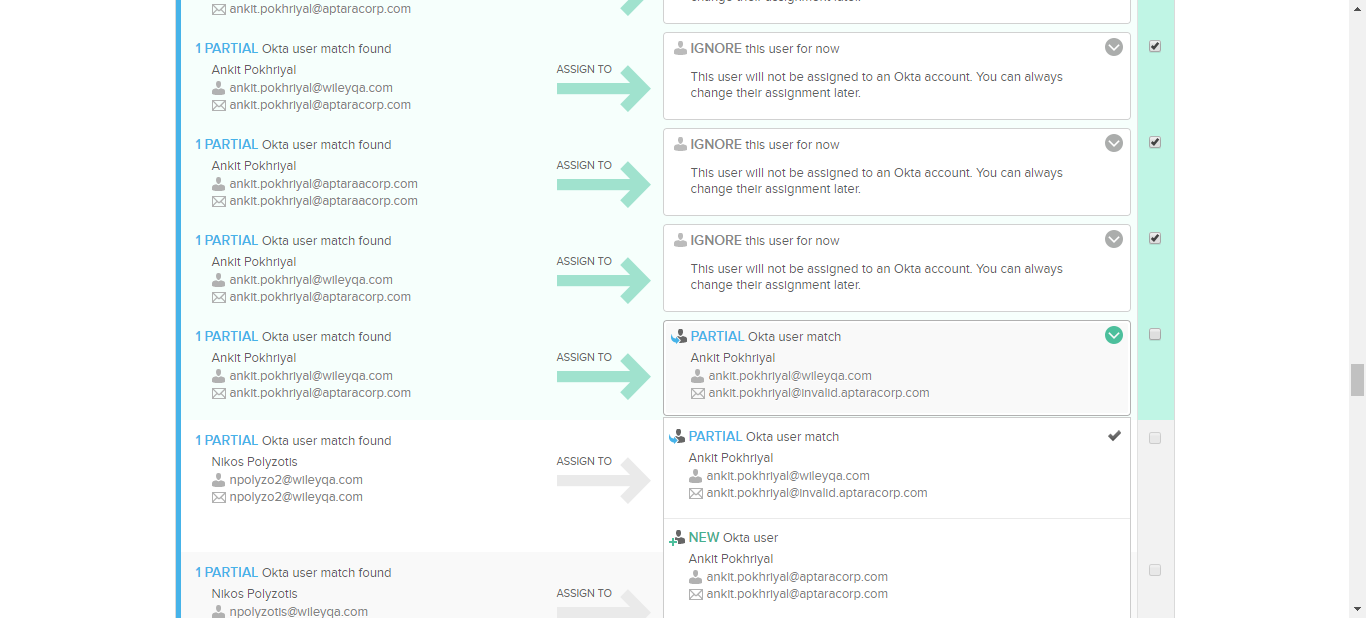 ankit.pokhriyal@aptaracorp.com
change their assignment later.
1 PARTIAL Okta user match found
Ankit Pokhriyal
ankit.pokhriyal@wileyqa.com
ankit.pokhriyal@aptaracorp.com
ASSIGN TO
IGNORE this user for now
This user will not be assigned to an Okta account. You can always
change their assignment later.
1 PARTIAL Okta user match found
Ankit Pokhriyal
ankit.pokhriyal@aptaraacorp.com
ankit.pokhriyal@aptaraacorp.com
ASSIGN TO
IGNORE this user for now
This user will not be assigned to an Okta account. You can always
change their assignment later.
1 PARTIAL Okta user match found
Ankit Pokhriyal
ankit.pokhriyal@wileyqa.com
ankit.pokhriyal@aptaracorp.com
ASSIGN TO
IGNORE this user for now
This user will not be assigned to an Okta account. You can always
change their assignment later.
1 PARTIAL Okta user match found
Ankit Pokhriyal
ankit.pokhriyal@wileyqa.com
ankit.pokhriyal@aptaracorp.com
ASSIGN TO
PARTIAL Okta user match
Ankit Pokhriyal
ankit.pokhriyal@wileyqa.com
ankit.pokhriyal@invalid.aptaracorp.com
1 PARTIAL Okta user match found
Nikos Polyzotis
npolyzo2@wileyqa.com
npolyzo2@wileyqa.com
ASSIGN TO
PARTIAL Okta user match
Ankit Pokhriyal
ankit.pokhriyal@wileyqa.com
ankit.pokhriyal@invalid.aptaracorp.com
NEW Okta user
Ankit Pokhriyal
ankit.pokhriyal@aptaracorp.com
ankit.pokhriyal@aptaracorp.com
1 PARTIAL Okta user match found
Nikos Polyzotis
npolyzotis@wileyqa.com
ASSIGN TO